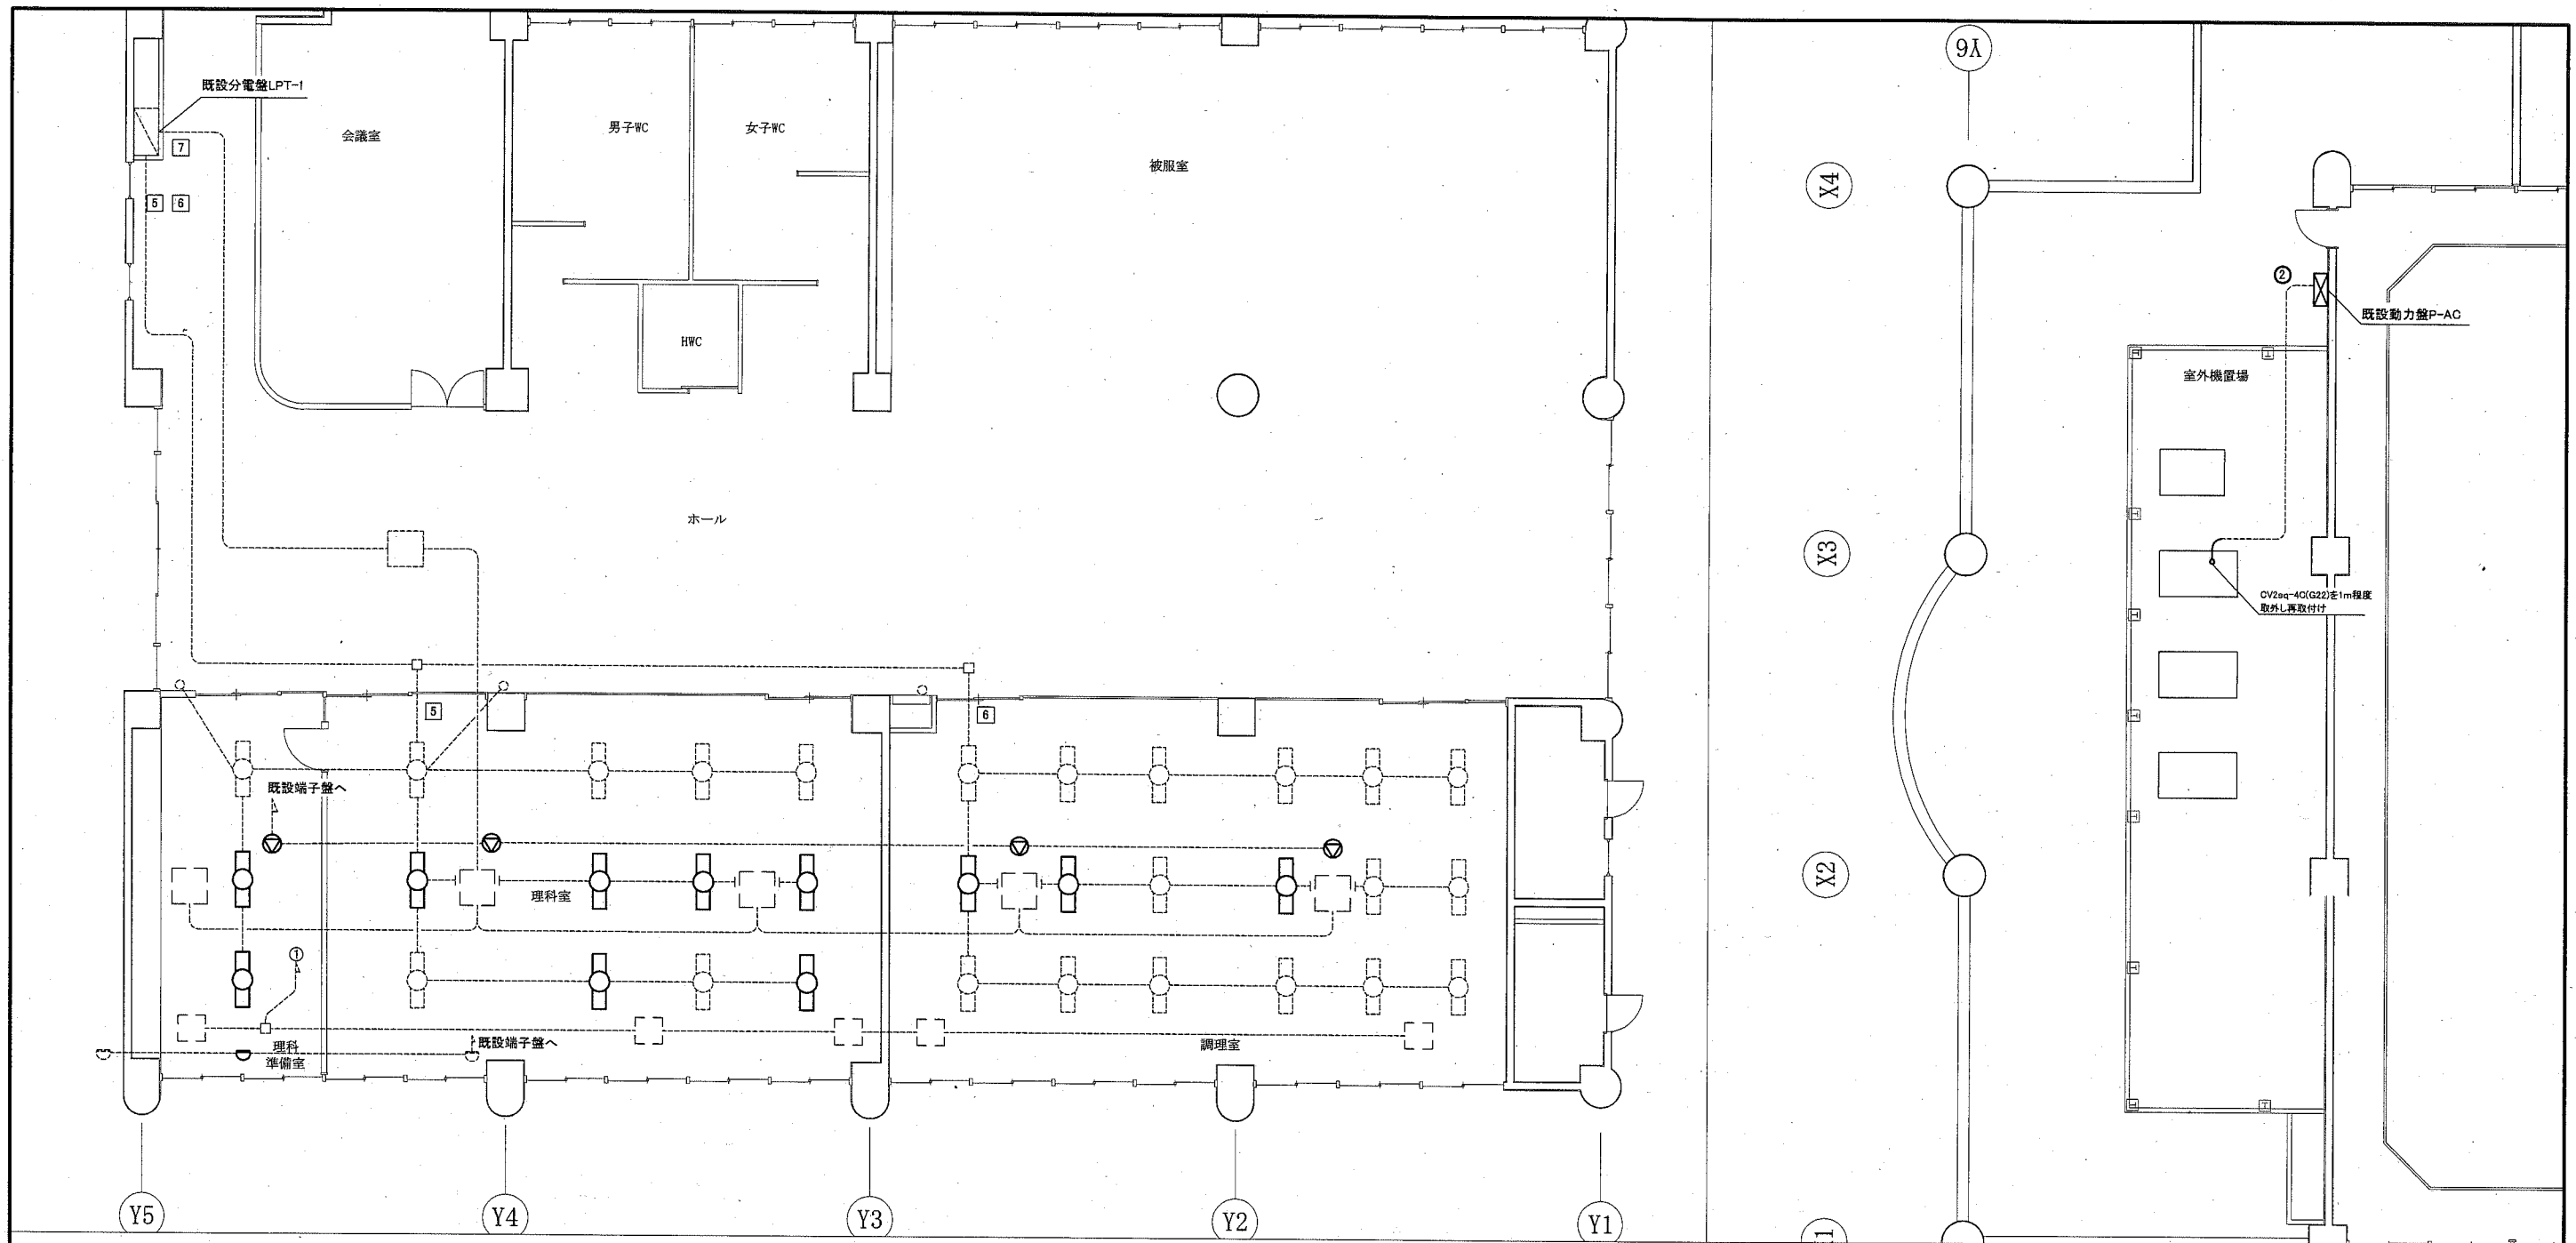 既設分電盤LPT-1
7
5 6
会議室
男子WC
女子WC
HWC
被服室
ホール
5
6
既設端子盤へ
理科室
1
理科
準備室
既設端子盤へ
調理室
Y5
Y4
Y3
Y2
Y1
Y6
X4
X3
X2
2
既設動力盤P-AC
室外機置場
CV2sq-4C(G22)を1m程度
取外し再取付け